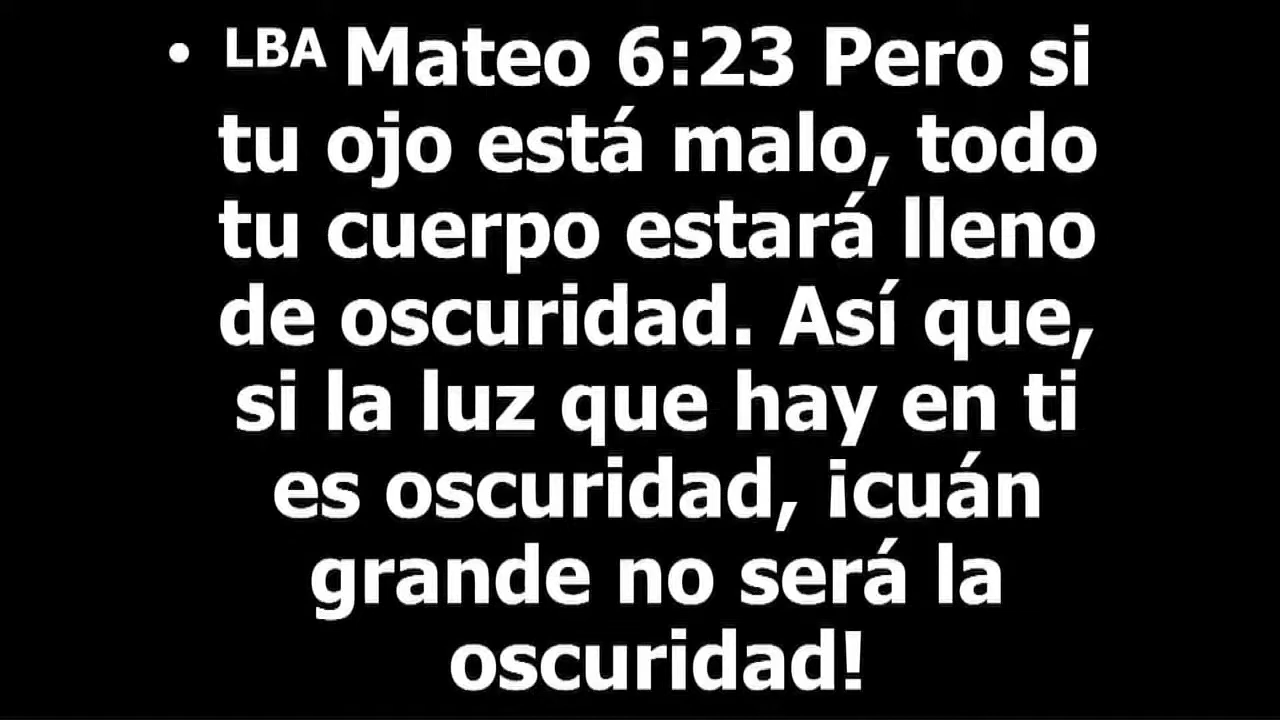 • LBA Mateo 6:23 Pero si
tu ojo está malo, todo
tu cuerpo estará lleno
de oscuridad. Así que,
si la luz que hay en ti
es oscuridad, ¡cuán
grande no será la
oscuridad!